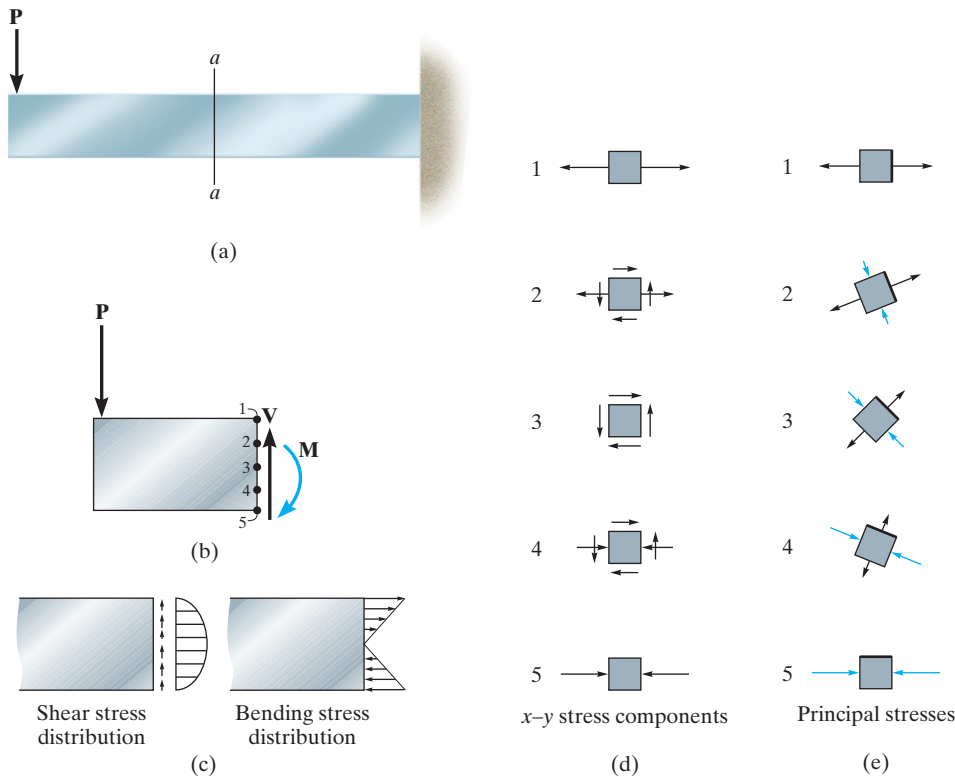 P
a
a
(a)
P
1
V
2
M
3
4
5
(b)
Shear stress
distribution
Bending stress
distribution
(c)
1
2
3
4
5
x–y stress components
(d)
1
2
3
4
5
Principal stresses
(e)